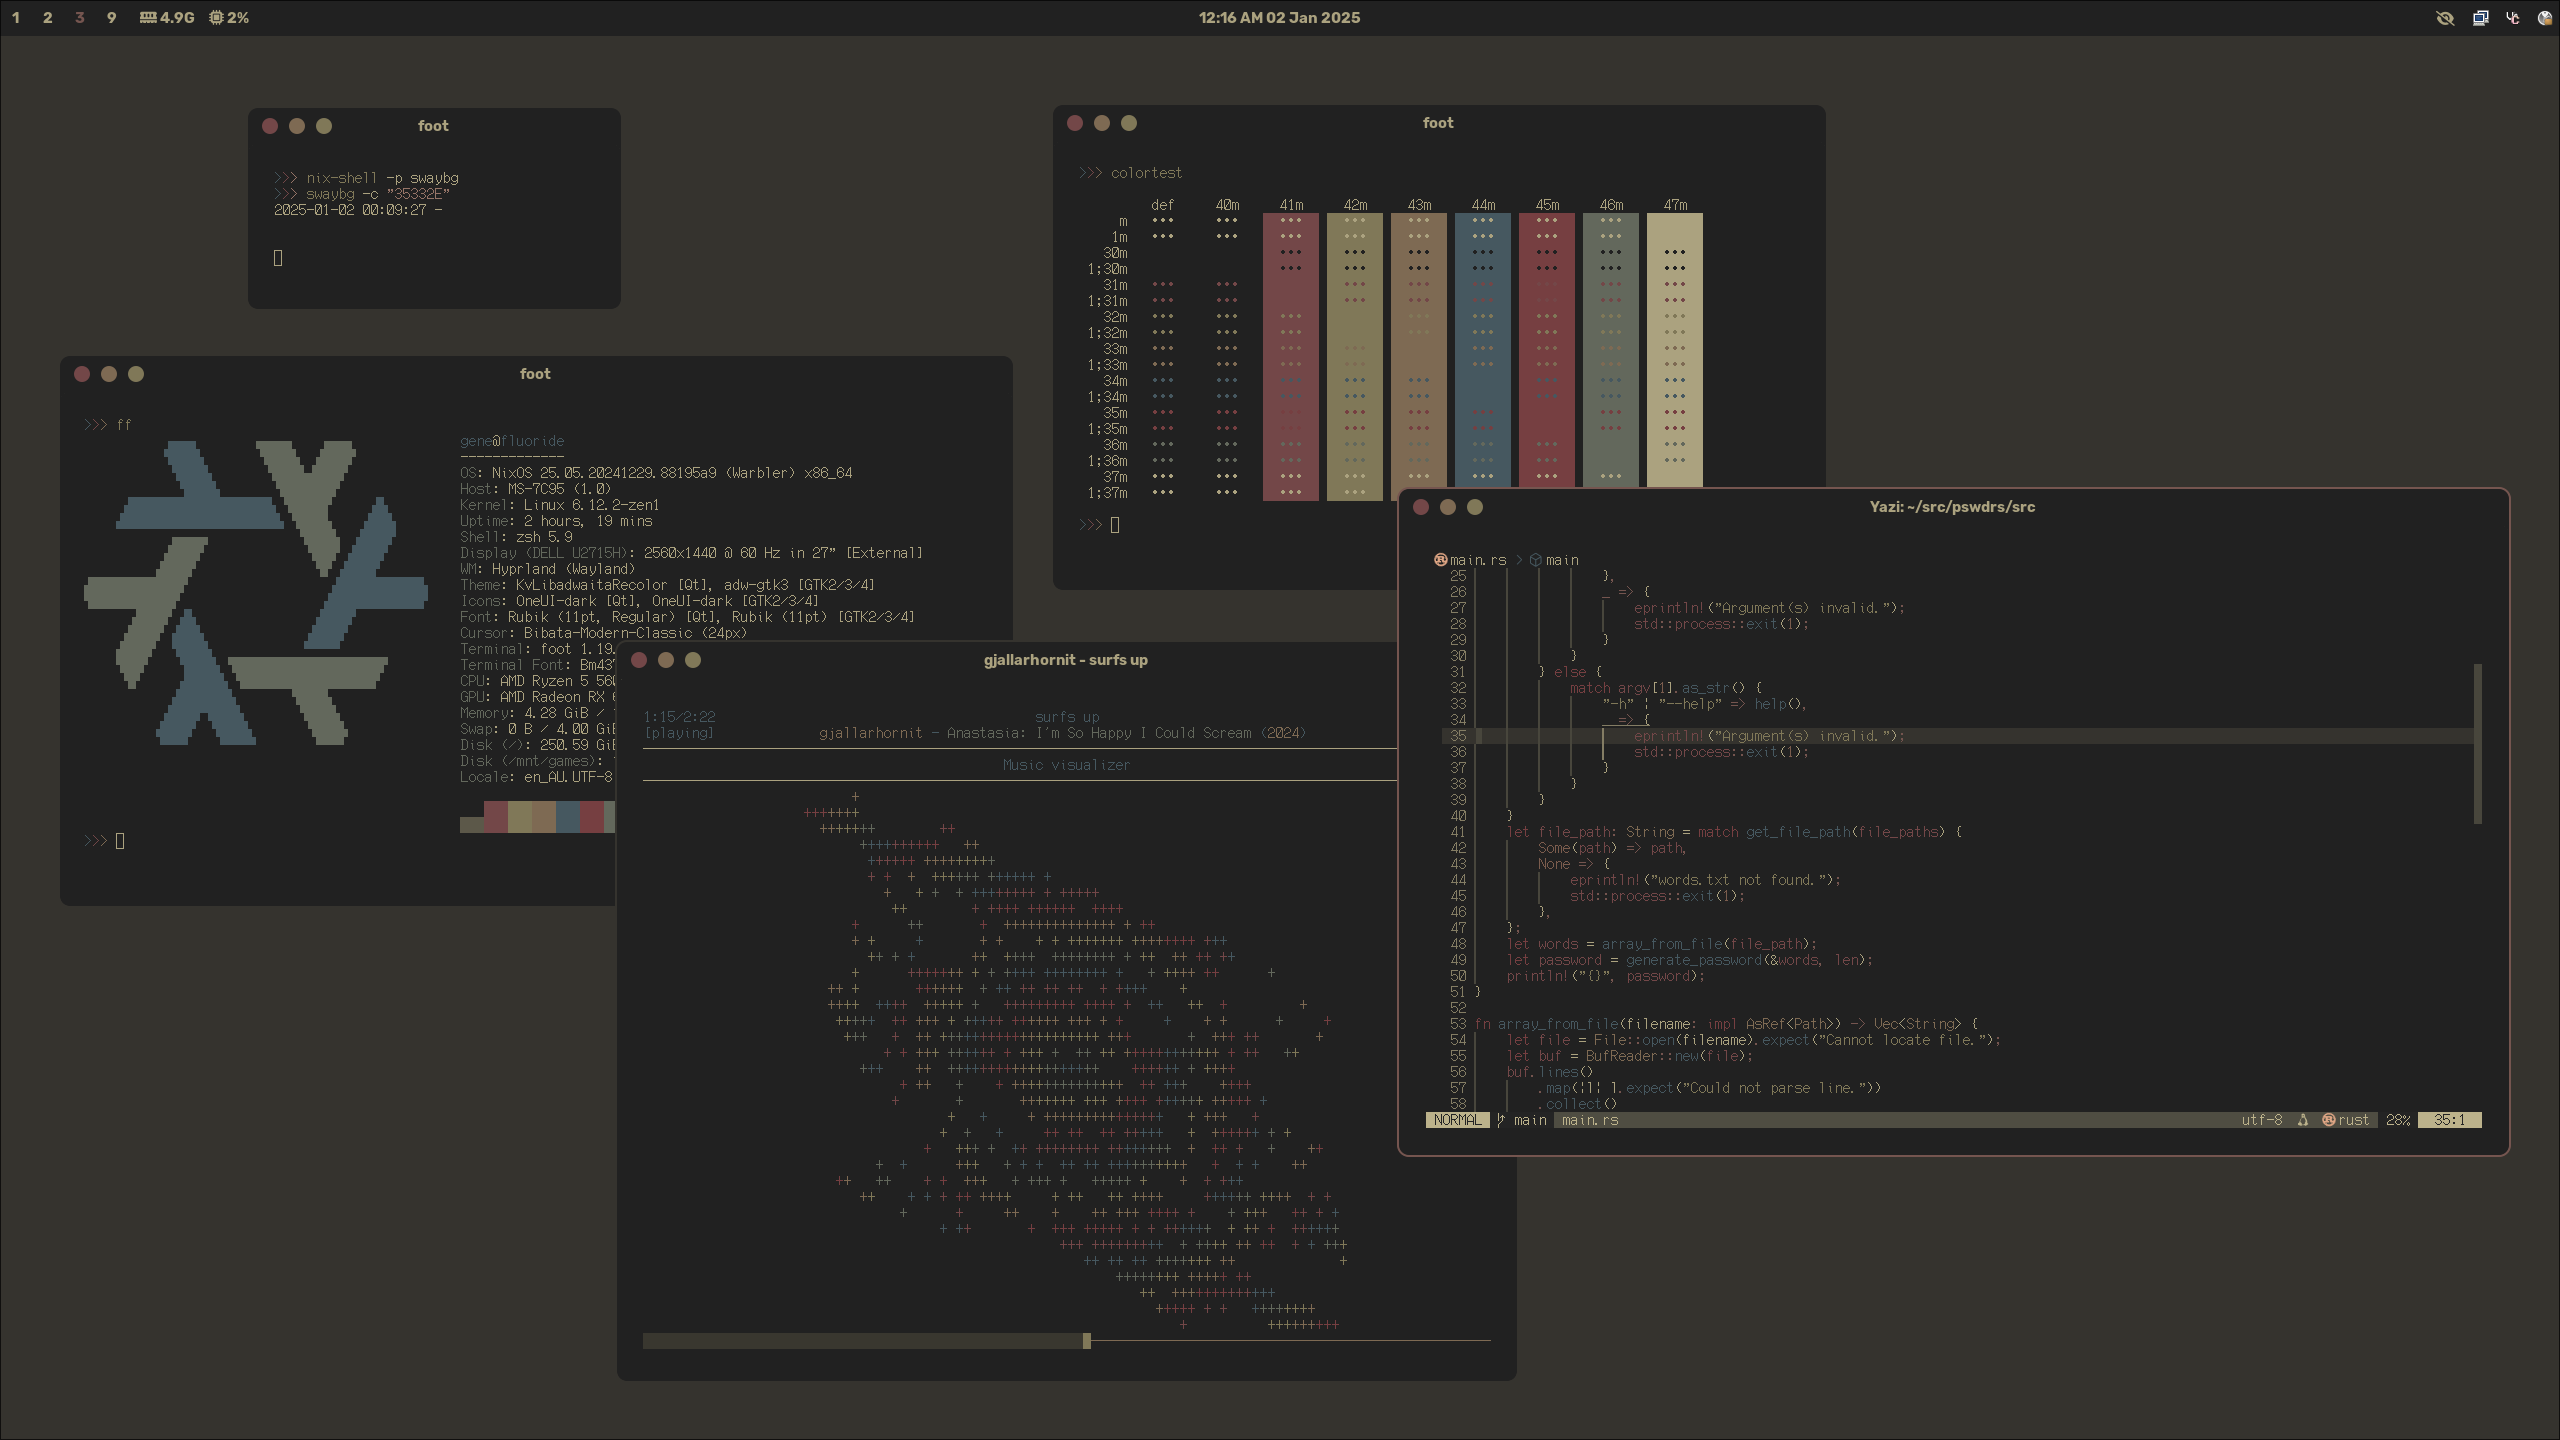 1 2 3 9 4.9G 2%
12:16 AM 02 Jan 2025
foot
>>> nix-shell -p swaybg
>>> swaybg -c "35332E"
2025-01-02 00:09:27 -
foot
>>> colortest
def 40m 41m 42m 43m 44m 45m 46m 47m
m
1m
30m
1;30m
31m
1;31m
32m
1;32m
33m
1;33m
34m
1;34m
35m
1;35m
36m
1;36m
37m
1;37m
>>>
foot
>>> ff
gene@fluoride
-------------
OS: NixOS 25.05.20241229.88195a9 (Warbler) x86_64
Host: MS-7C95 (1.0)
Kernel: Linux 6.12.2-zen1
Uptime: 2 hours, 19 mins
Shell: zsh 5.9
Display (DELL U2715H): 2560x1440 @ 60 Hz in 27" [External]
WM: Hyprland (Wayland)
Theme: KvLibadwaitaRecolor [Qt], adw-gtk3 [GTK2/3/4]
Icons: OneUI-dark [Qt], OneUI-dark [GTK2/3/4]
Font: Rubik (11pt, Regular) [Qt], Rubik (11pt) [GTK2/3/4]
Cursor: Bibata-Modern-Classic (24px)
Terminal: foot 1.19.
Terminal Font: Bm437
CPU: AMD Ryzen 5 560
GPU: AMD Radeon RX
Memory: 4.28 GiB /
Swap: 0 B / 4.00 GiB
Disk (/): 250.59 GiB
Disk (/mnt/games):
Locale: en_AU.UTF-8
>>>
gjallarhornit - surfs up
1:15/2:22 surfs up
[playing] gjallarhornit - Anastasia: I'm So Happy I Could Scream (2024)
Music visualizer
Yazi: ~/src/pswdrs/src
main.rs > main
25 },
26 _ => {
27 eprintln!("Argument(s) invalid.");
28 std::process::exit(1);
29 }
30 }
31 } else {
32 match argv[1].as_str() {
33 "-h" | "--help" => help(),
34 _ => {
35 eprintln!("Argument(s) invalid.");
36 std::process::exit(1);
37 }
38 }
39 }
40 }
41 let file_path: String = match get_file_path(file_paths) {
42 Some(path) => path,
43 None => {
44 eprintln!("words.txt not found.");
45 std::process::exit(1);
46 },
47 };
48 let words = array_from_file(file_path);
49 let password = generate_password(&words, len);
50 println!("{}", password);
51 }
52
53 fn array_from_file(filename: impl AsRef<Path>) -> Vec<String> {
54 let file = File::open(filename).expect("Cannot locate file.");
55 let buf = BufReader::new(file);
56 buf.lines()
57 .map(|l| l.expect("Could not parse line."))
58 .collect()
NORMAL main main.rs utf-8 rust 28% 35:1